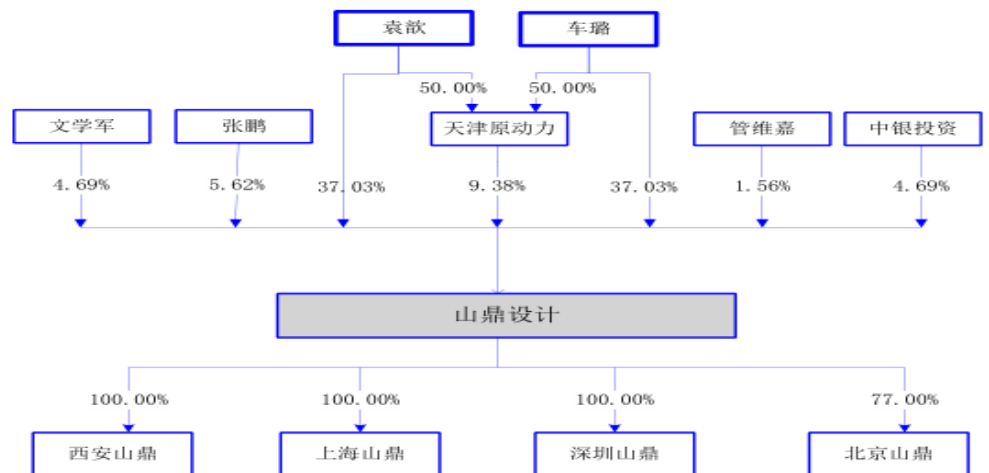 袁歆 车璐
50.00% 50.00%
文学军 张鹏 天津原动力 管维嘉 中银投资
4.69% 5.62% 37.03% 9.38% 37.03% 1.56% 4.69%
山鼎设计
100.00% 100.00% 100.00% 77.00%
西安山鼎 上海山鼎 深圳山鼎 北京山鼎